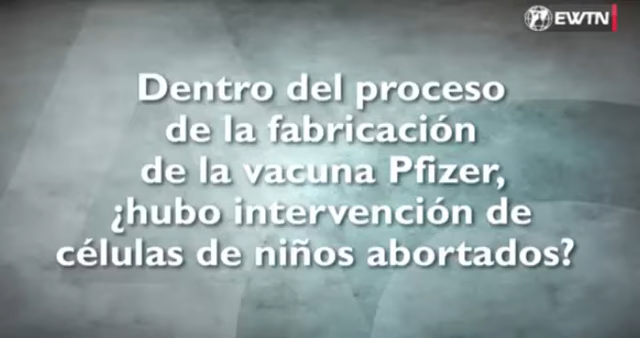 EWTN
Dentro del proceso
de la fabricación
de la vacuna Pfizer,
¿hubo intervención de
células de niños abortados?